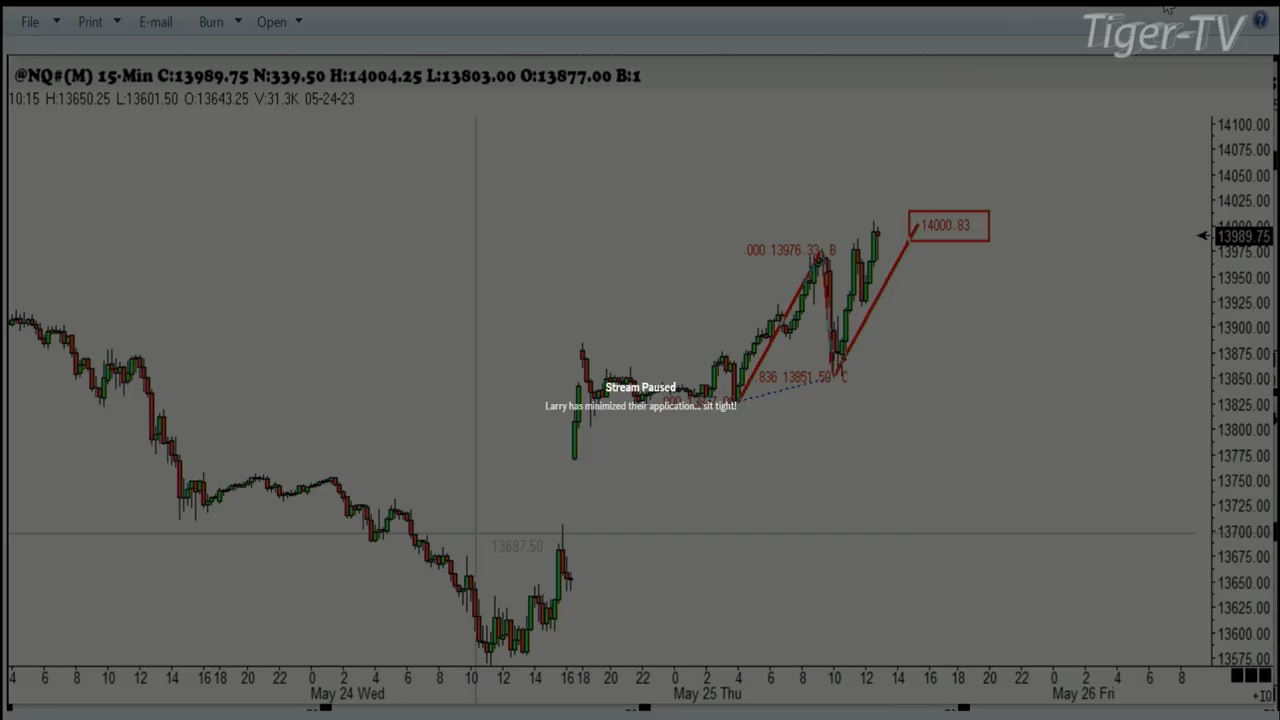 File Print E-mail Burn Open
Tiger-TV
@NQ#(M) 15-Min C:13989.75 N:339.50 H:14004.25 L:13803.00 O:13877.00 B:1
10:15 H:13650.25 L:13601.50 O:13643.25 V:31.3K 05-24-23
14100.00
14075.00
14050.00
14025.00
14000.83
13989.75
.000 13976.33 B
13975.00
13950.00
13925.00
13900.00
13875.00
.836 13851.50 C
13850.00
Stream Paused
Larry has minimized their application... sit tight!
13825.00
13800.00
13775.00
13750.00
13725.00
13700.00
13697.50
13675.00
13650.00
13625.00
13600.00
13575.00
4 6 8 10 12 14 16 18 20 22 0 2 4 6 8 10 12 14 16 18 20 22 0 2 4 6 8 10 12 14 16 18 20 22 0 2 4 6 8
May 24 Wed May 25 Thu May 26 Fri